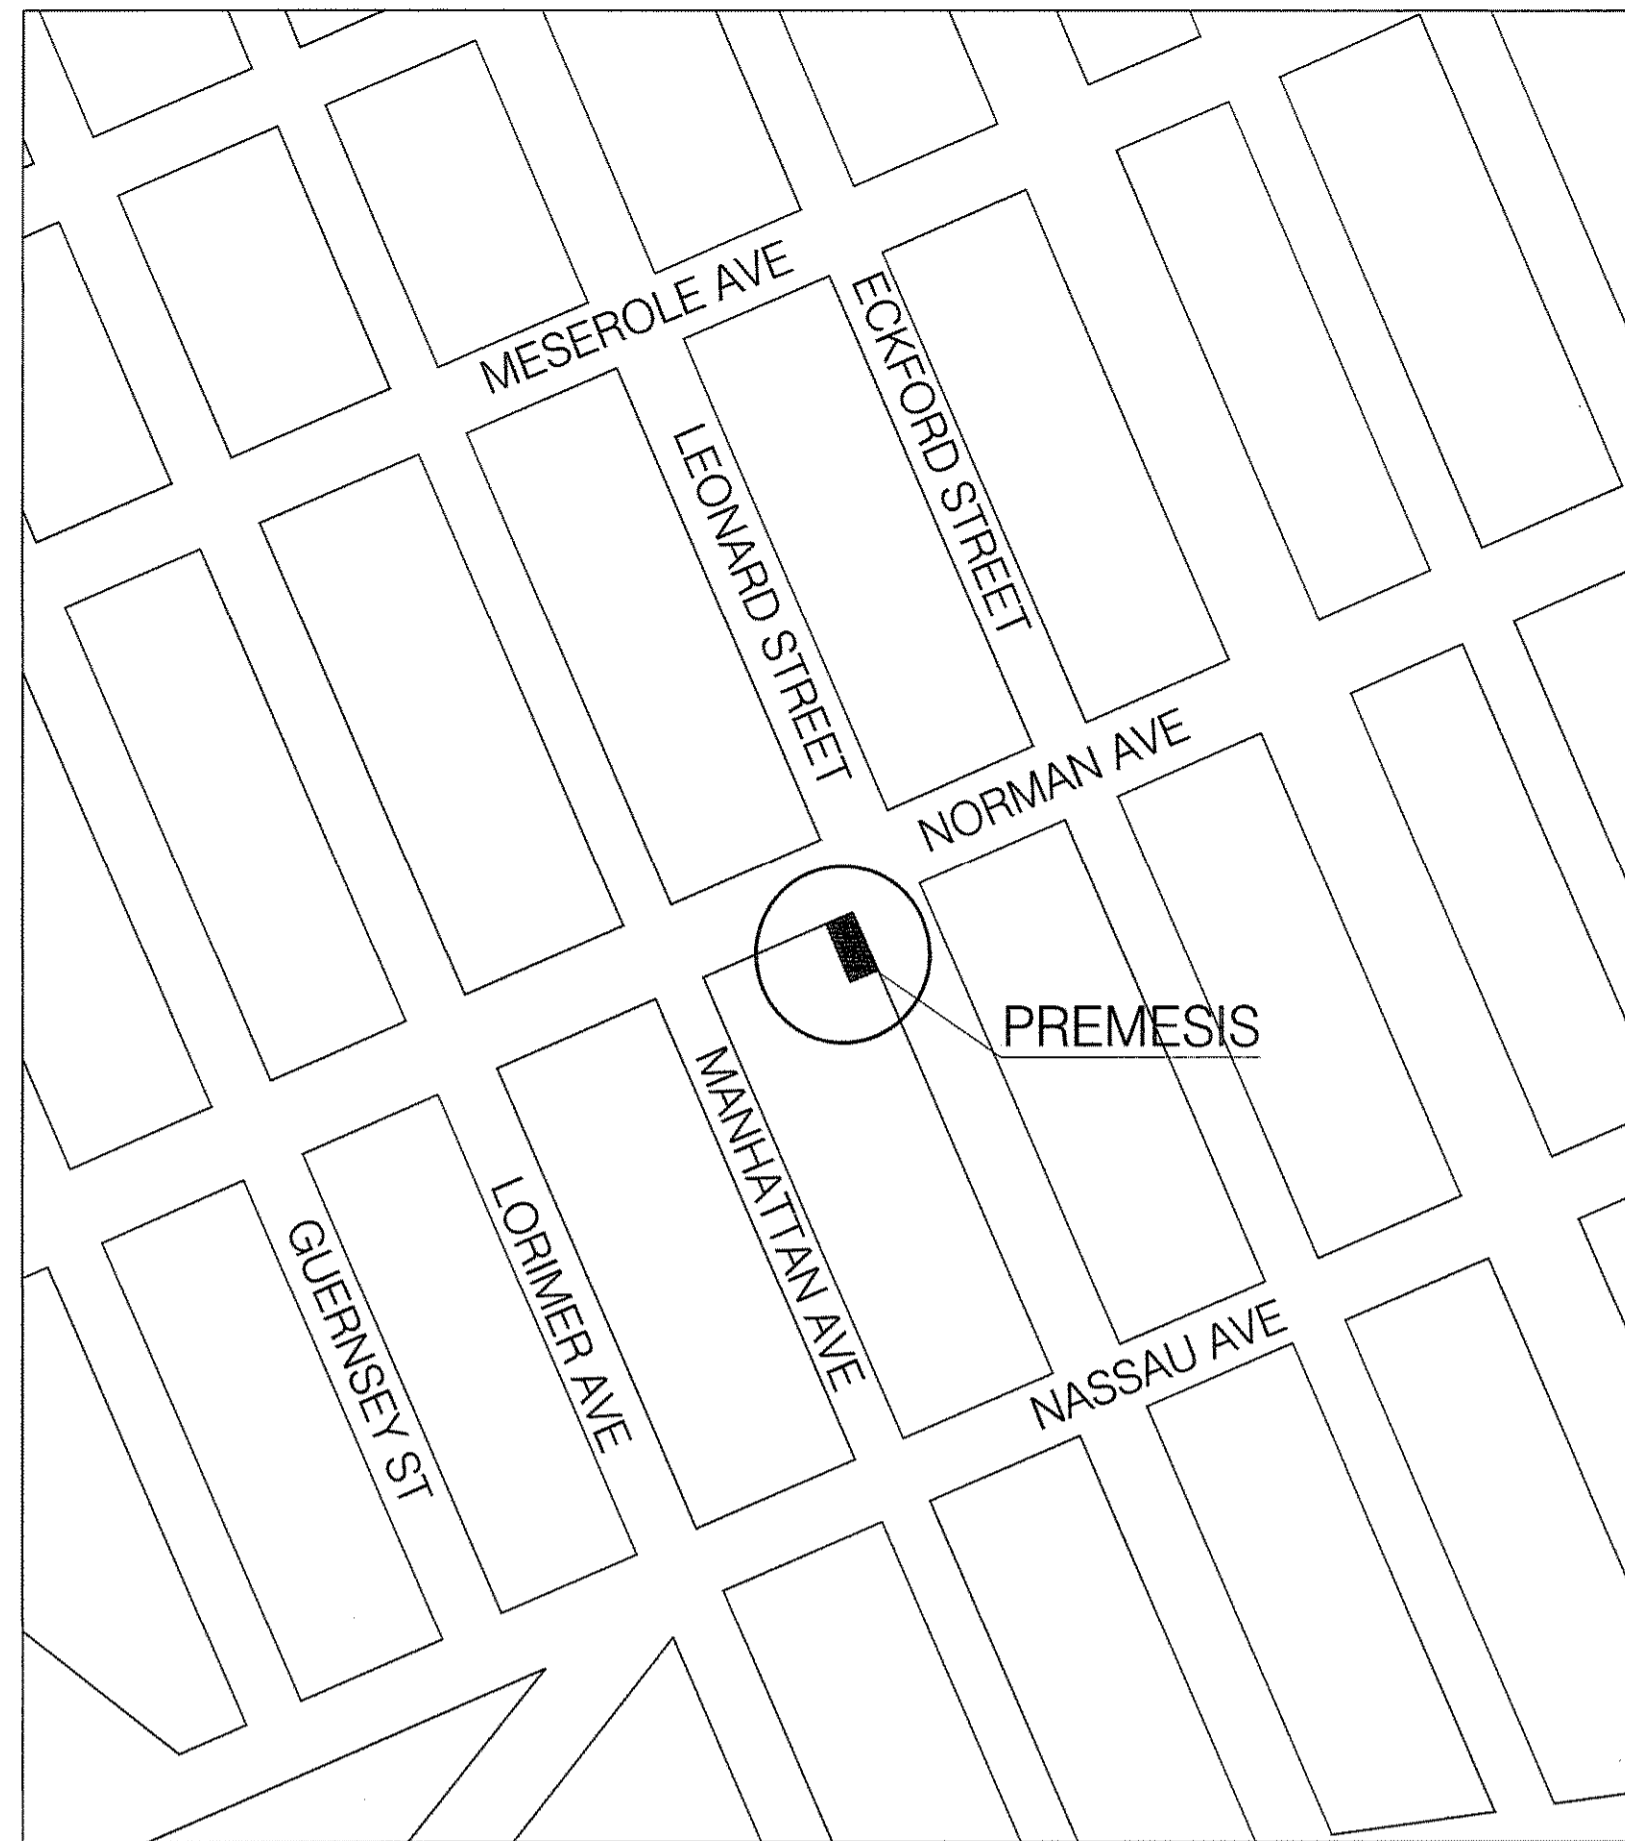 MESEROLE AVE
ECKFORD STREET
LEONARD STREET
NORMAN AVE
PREMESIS
MANHATTAN AVE
LORIMER AVE
GUERNSEY ST
NASSAU AVE